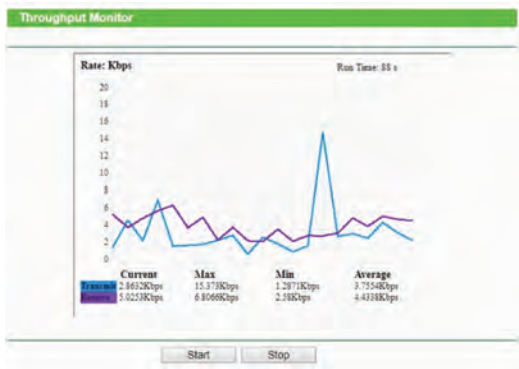 Throughput Monitor
Rate: Kbps Run Time: 88 s
20
18
16
14
12
10
8
6
4
2
0
Current Max Min Average
Transmit 2.8632Kbps 15.373Kbps 1.2871Kbps 3.7554Kbps
5.0253Kbps 6.8066Kbps 2.58Kbps 4.4338Kbps
Start Stop